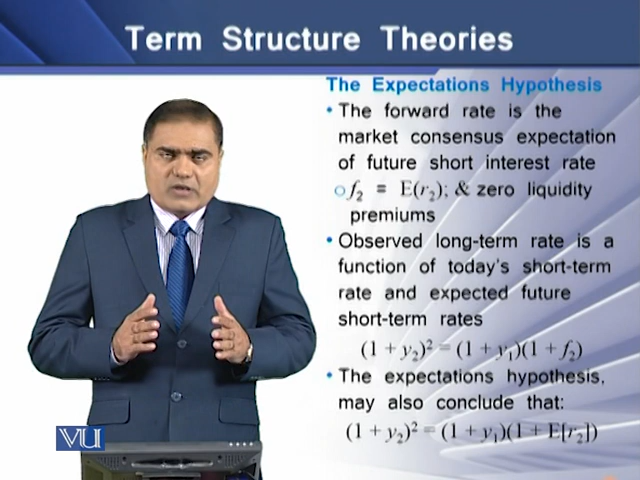 Term Structure Theories
The Expectations Hypothesis
• The forward rate is the
market consensus expectation
of future short interest rate
○ f₂ = E(r₂); & zero liquidity
premiums
• Observed long-term rate is a
function of today's short-term
rate and expected future
short-term rates
(1 + y₂)² = (1 + y₁)(1 + f₂)
• The expectations hypothesis,
may also conclude that:
(1 + y₂)² = (1 + y₁)(1 + E[r₂])
VU